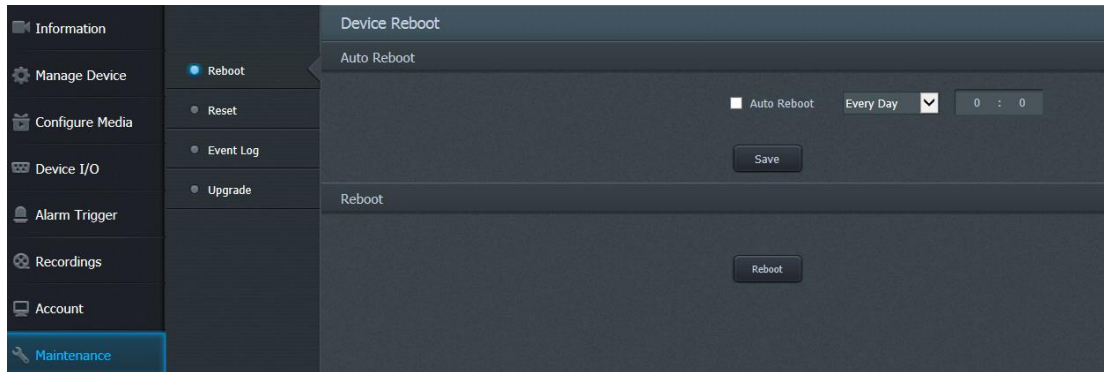 Information
Manage Device
Configure Media
Device I/O
Alarm Trigger
Recordings
Account
Maintenance
Reboot
Reset
Event Log
Upgrade
Device Reboot
Auto Reboot
Auto Reboot Every Day 0 : 0
Save
Reboot
Reboot